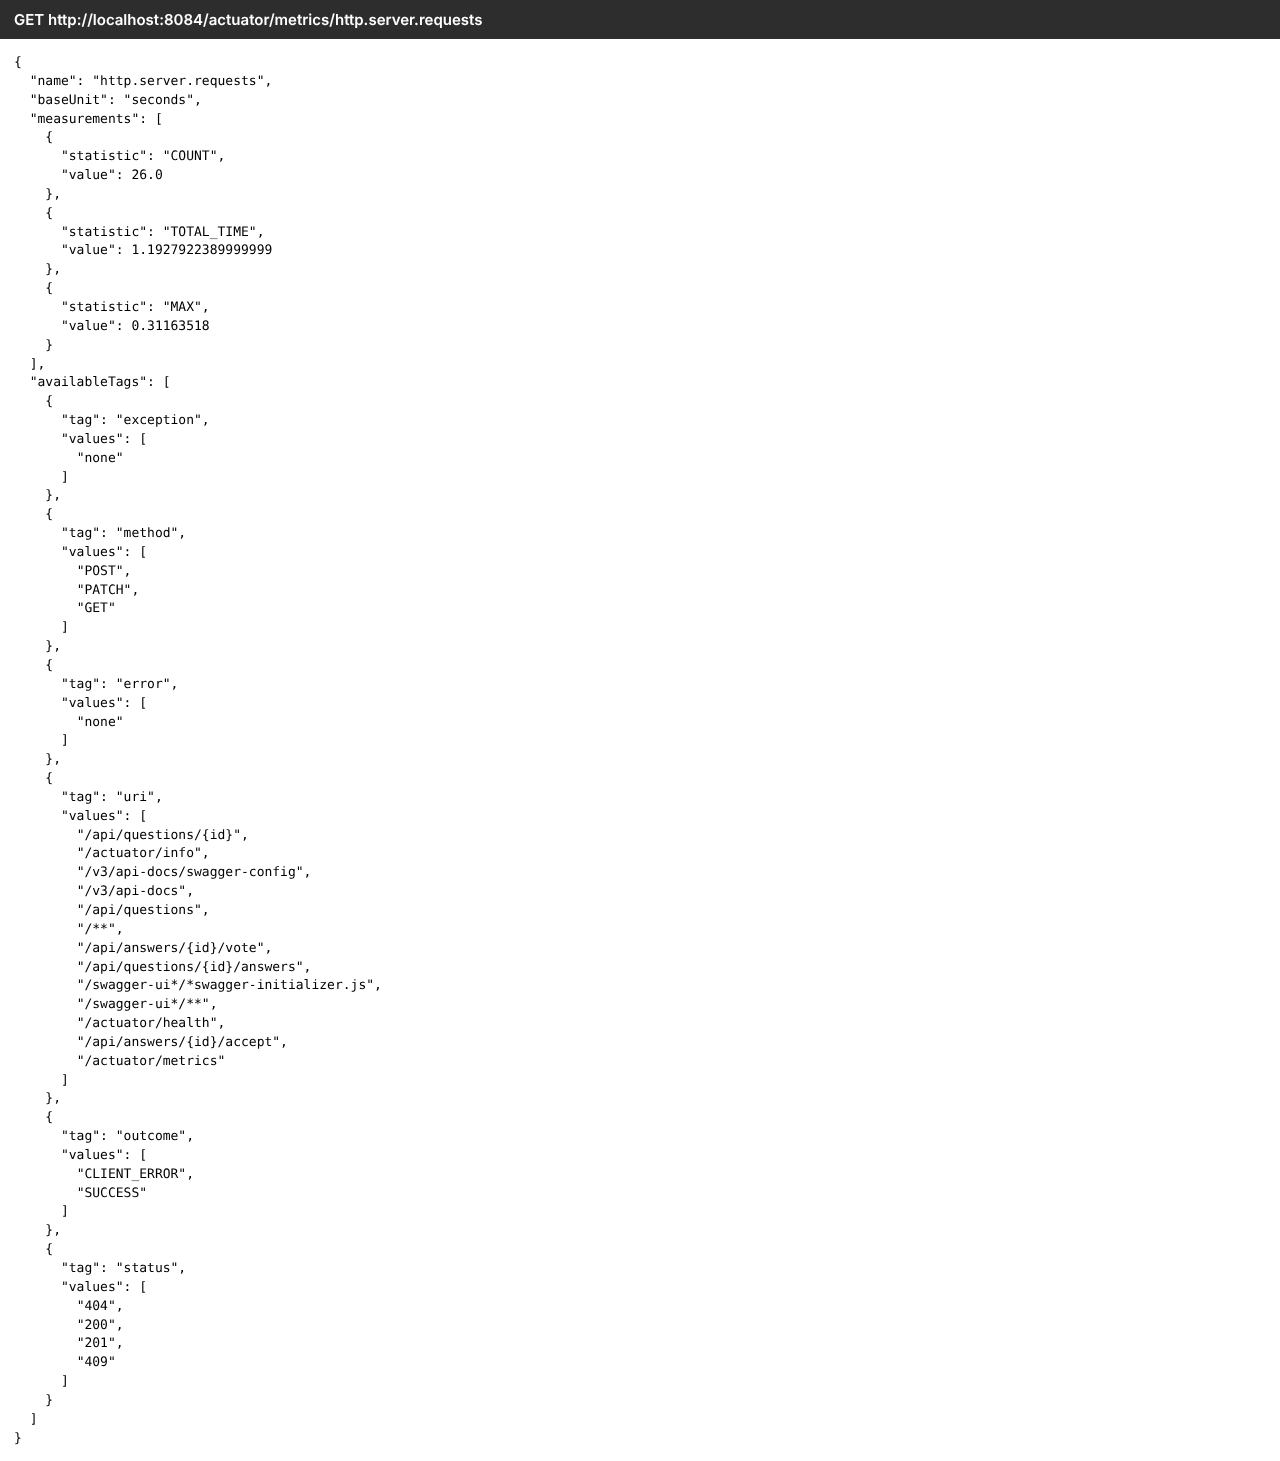 GET http://localhost:8084/actuator/metrics/http.server.requests
{
  "name": "http.server.requests",
  "baseUnit": "seconds",
  "measurements": [
    {
      "statistic": "COUNT",
      "value": 26.0
    },
    {
      "statistic": "TOTAL_TIME",
      "value": 1.1927922389999999
    },
    {
      "statistic": "MAX",
      "value": 0.31163518
    }
  ],
  "availableTags": [
    {
      "tag": "exception",
      "values": [
        "none"
      ]
    },
    {
      "tag": "method",
      "values": [
        "POST",
        "PATCH",
        "GET"
      ]
    },
    {
      "tag": "error",
      "values": [
        "none"
      ]
    },
    {
      "tag": "uri",
      "values": [
        "/api/questions/{id}",
        "/actuator/info",
        "/v3/api-docs/swagger-config",
        "/v3/api-docs",
        "/api/questions",
        "/**",
        "/api/answers/{id}/vote",
        "/api/questions/{id}/answers",
        "/swagger-ui*/*swagger-initializer.js",
        "/swagger-ui*/**",
        "/actuator/health",
        "/api/answers/{id}/accept",
        "/actuator/metrics"
      ]
    },
    {
      "tag": "outcome",
      "values": [
        "CLIENT_ERROR",
        "SUCCESS"
      ]
    },
    {
      "tag": "status",
      "values": [
        "404",
        "200",
        "201",
        "409"
      ]
    }
  ]
}